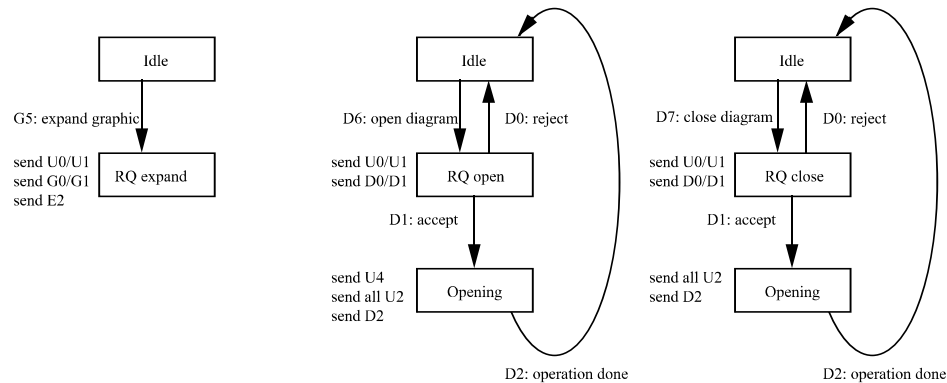 Idle
G5: expand graphic
send U0/U1
send G0/G1
send E2
RQ expand
Idle
D6: open diagram
D0: reject
send U0/U1
send D0/D1
RQ open
D1: accept
send U4
send all U2
send D2
Opening
D2: operation done
Idle
D7: close diagram
D0: reject
send U0/U1
send D0/D1
RQ close
D1: accept
send all U2
send D2
Opening
D2: operation done